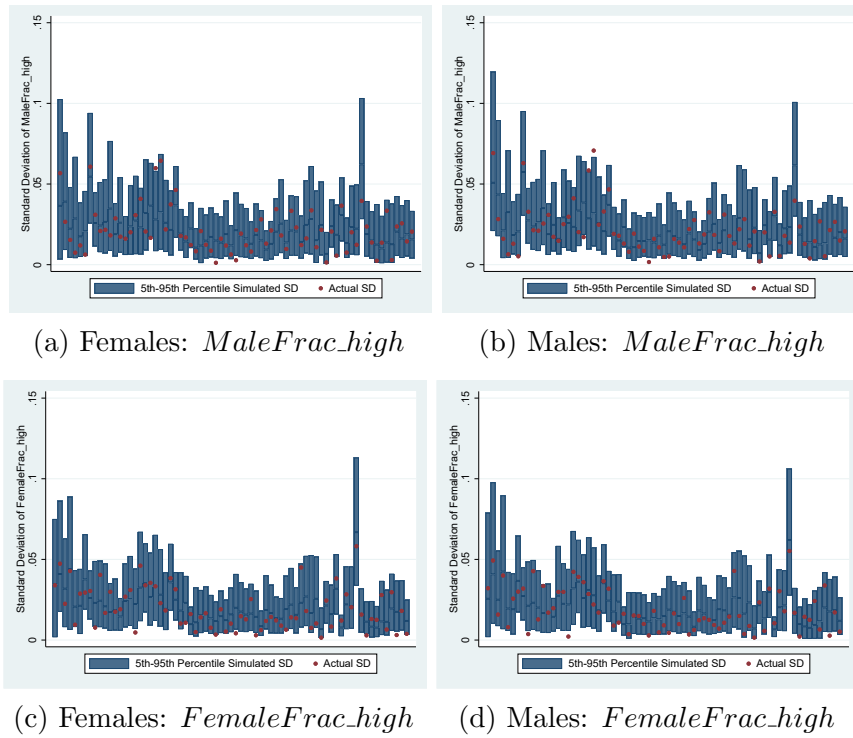 Standard Deviation of MaleFrac_high
.15
.1
.05
0
5th-95th Percentile Simulated SD
Actual SD
(a) Females: MaleFrac_high
Standard Deviation of MaleFrac_high
.15
.1
.05
0
5th-95th Percentile Simulated SD
Actual SD
(b) Males: MaleFrac_high
Standard Deviation of FemaleFrac_high
.15
.1
.05
0
5th-95th Percentile Simulated SD
Actual SD
(c) Females: FemaleFrac_high
Standard Deviation of FemaleFrac_high
.15
.1
.05
0
5th-95th Percentile Simulated SD
Actual SD
(d) Males: FemaleFrac_high